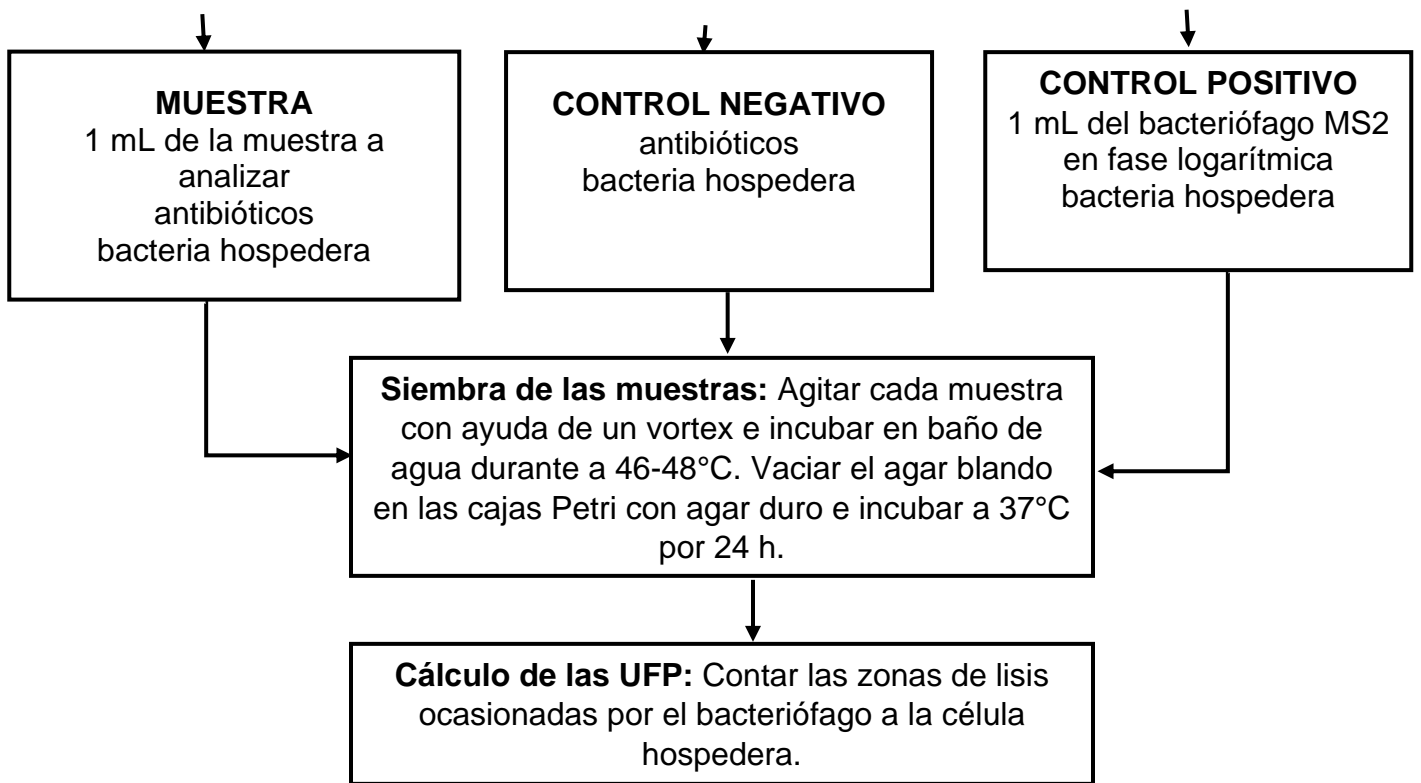 MUESTRA
1 mL de la muestra a
analizar
antibióticos
bacteria hospedera
CONTROL NEGATIVO
antibióticos
bacteria hospedera
CONTROL POSITIVO
1 mL del bacteriófago MS2
en fase logarítmica
bacteria hospedera
Siembra de las muestras: Agitar cada muestra
con ayuda de un vortex e incubar en baño de
agua durante a 46-48°C. Vaciar el agar blando
en las cajas Petri con agar duro e incubar a 37°C
por 24 h.
Cálculo de las UFP: Contar las zonas de lisis
ocasionadas por el bacteriófago a la célula
hospedera.